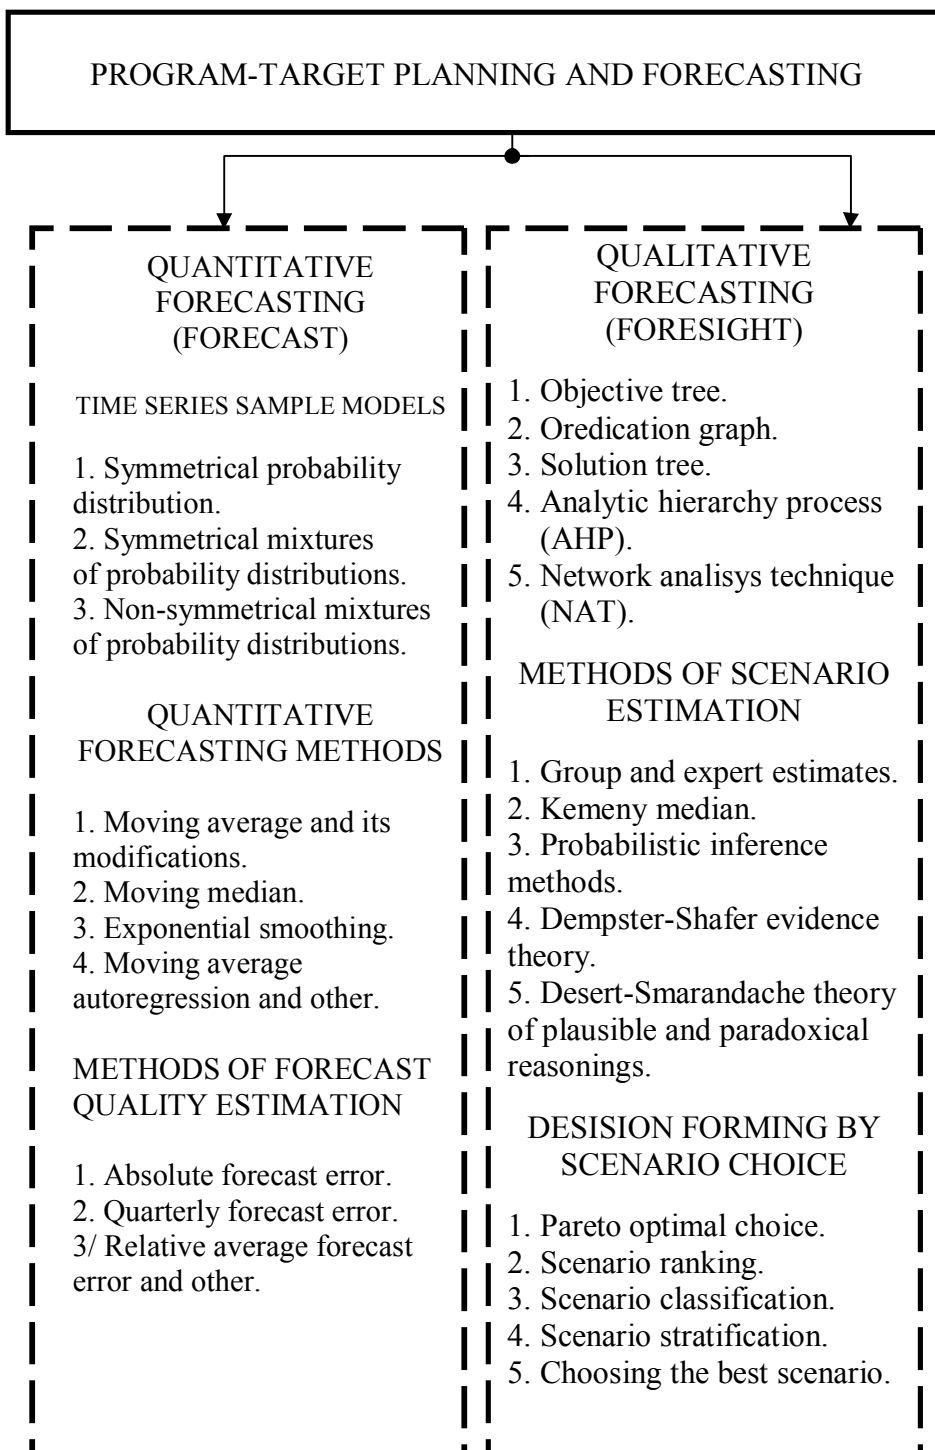 PROGRAM-TARGET PLANNING AND FORECASTING
QUANTITATIVE
FORECASTING
(FORECAST)
TIME SERIES SAMPLE MODELS
1. Symmetrical probability
distribution.
2. Symmetrical mixtures
of probability distributions.
3. Non-symmetrical mixtures
of probability distributions.
QUANTITATIVE
FORECASTING METHODS
1. Moving average and its
modifications.
2. Moving median.
3. Exponential smoothing.
4. Moving average
autoregression and other.
METHODS OF FORECAST
QUALITY ESTIMATION
1. Absolute forecast error.
2. Quarterly forecast error.
3/ Relative average forecast
error and other.
QUALITATIVE
FORECASTING
(FORESIGHT)
1. Objective tree.
2. Oredication graph.
3. Solution tree.
4. Analytic hierarchy process
(AHP).
5. Network analisys technique
(NAT).
METHODS OF SCENARIO
ESTIMATION
1. Group and expert estimates.
2. Kemeny median.
3. Probabilistic inference
methods.
4. Dempster-Shafer evidence
theory.
5. Desert-Smarandache theory
of plausible and paradoxical
reasonings.
DESISION FORMING BY
SCENARIO CHOICE
1. Pareto optimal choice.
2. Scenario ranking.
3. Scenario classification.
4. Scenario stratification.
5. Choosing the best scenario.